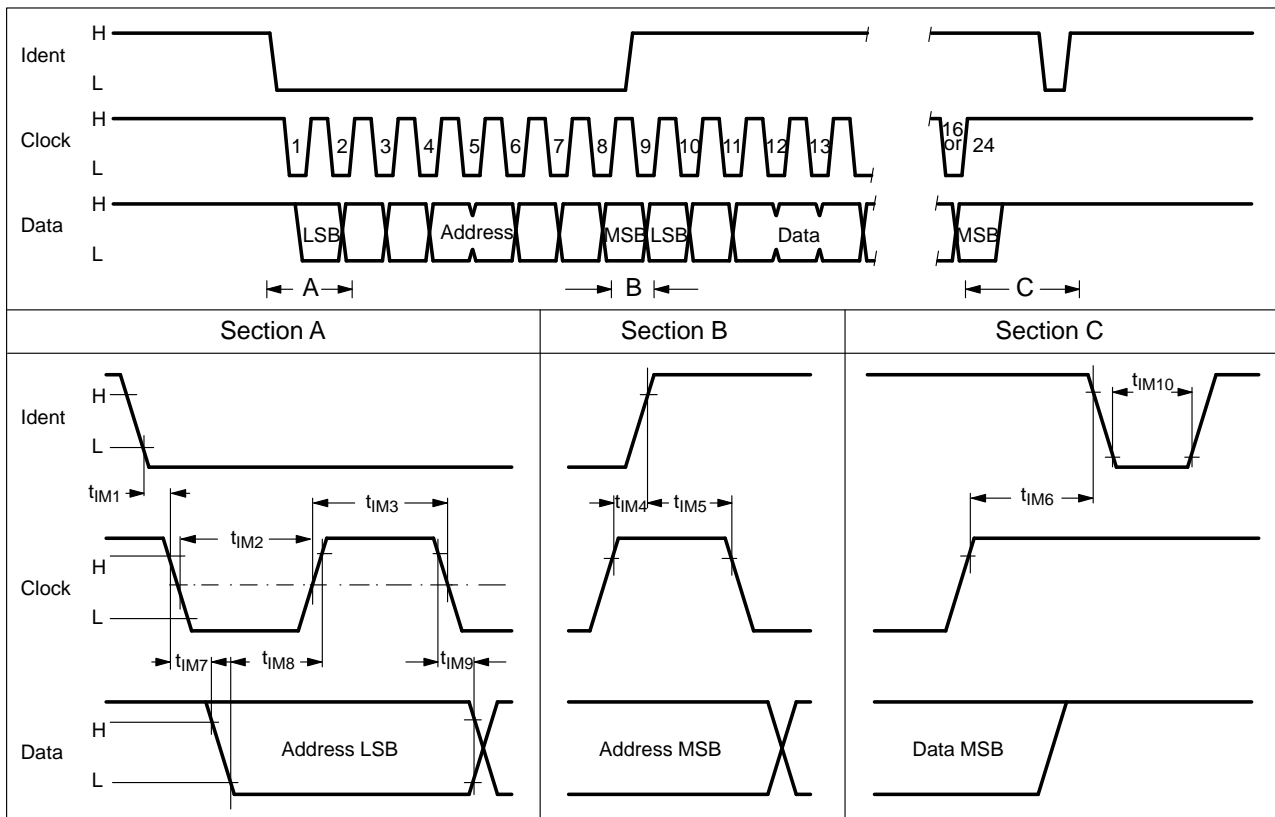 H
Ident
L
H
Clock 1 2 3 4 5 6 7 8 9 10 11 12 13 16 or 24
L
H
Data LSB Address MSB LSB Data MSB
L
A B C
Section A Section B Section C
H
Ident
L
tIM10
tIM1 tIM3 tIM4 tIM5 tIM6
tIM2
H
Clock
L
tIM7 tIM8 tIM9
H
Data Address LSB Address MSB Data MSB
L